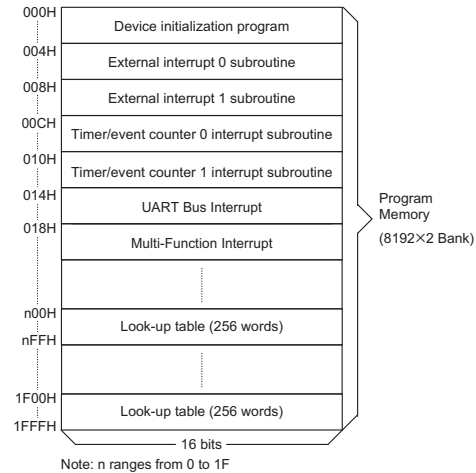 000H
Device initialization program
004H
External interrupt 0 subroutine
008H
External interrupt 1 subroutine
00CH
Timer/event counter 0 interrupt subroutine
010H
Timer/event counter 1 interrupt subroutine
014H
UART Bus Interrupt
018H
Multi-Function Interrupt
Program
Memory
(8192×2 Bank)
n00H
Look-up table (256 words)
nFFH
1F00H
Look-up table (256 words)
1FFFH
16 bits
Note: n ranges from 0 to 1F